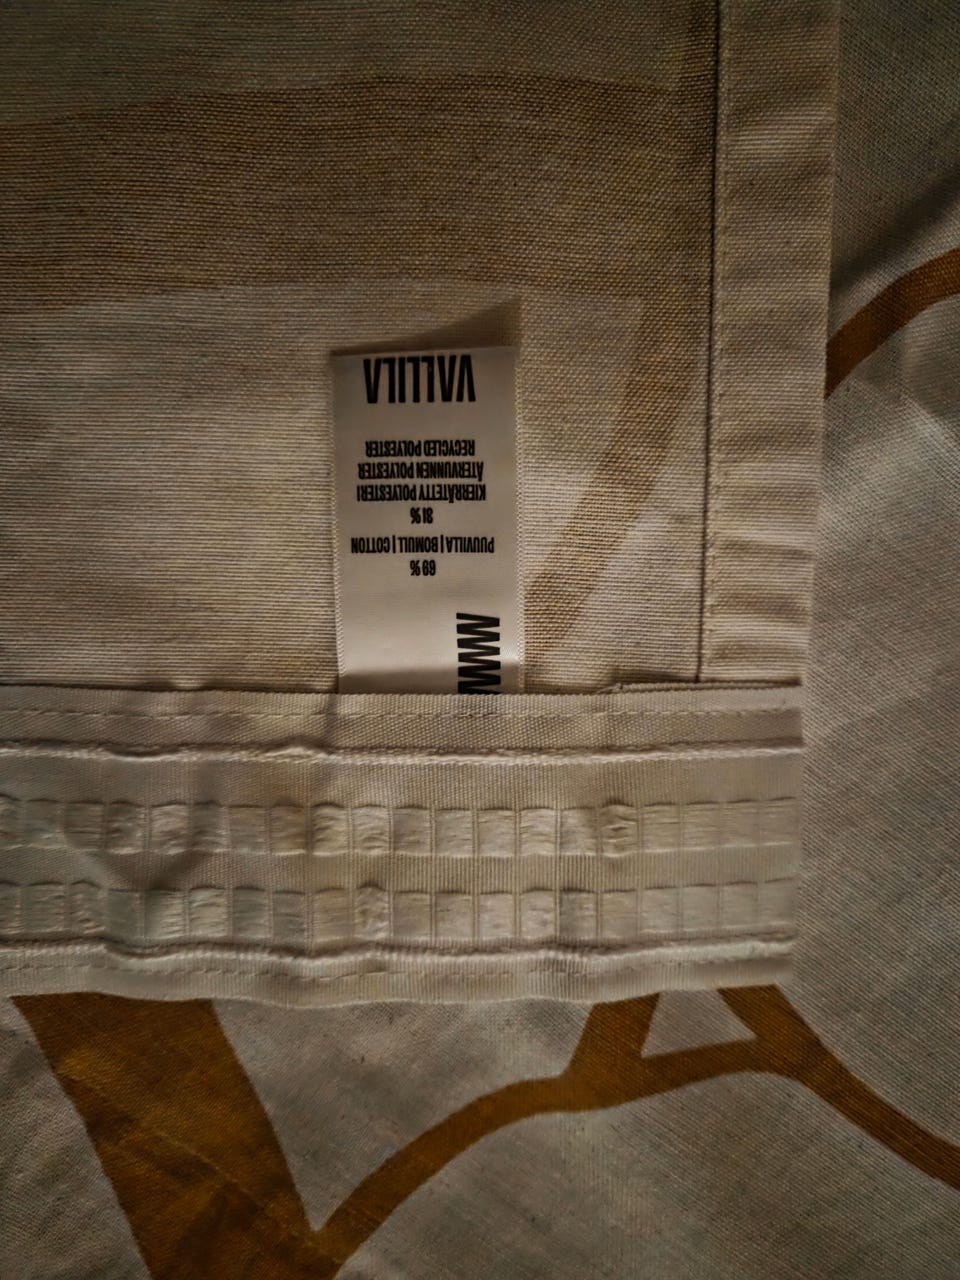 69%
PUUVILLA | BOMULL | COTTON
31%
KIERRÄTETTY POLYESTERI
ÅTERVUNNEN POLYESTER
RECYCLED POLYESTER
VALLILA